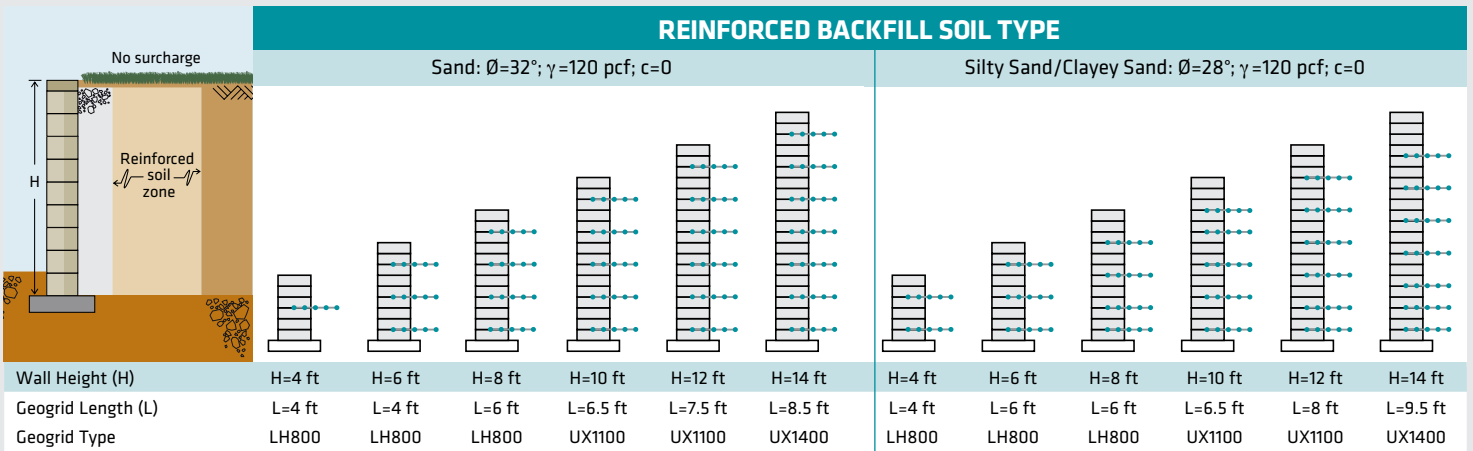 REINFORCED BACKFILL SOIL TYPE
No surcharge
Sand: Ø=32°; γ=120 pcf; c=0
Silty Sand/Clayey Sand: Ø=28°; γ=120 pcf; c=0
H
Reinforced
soil
zone
Wall Height (H) H=4 ft H=6 ft H=8 ft H=10 ft H=12 ft H=14 ft H=4 ft H=6 ft H=8 ft H=10 ft H=12 ft H=14 ft
Geogrid Length (L) L=4 ft L=4 ft L=6 ft L=6.5 ft L=7.5 ft L=8.5 ft L=4 ft L=6 ft L=6 ft L=6.5 ft L=8 ft L=9.5 ft
Geogrid Type LH800 LH800 LH800 UX1100 UX1100 UX1400 LH800 LH800 LH800 UX1100 UX1100 UX1400